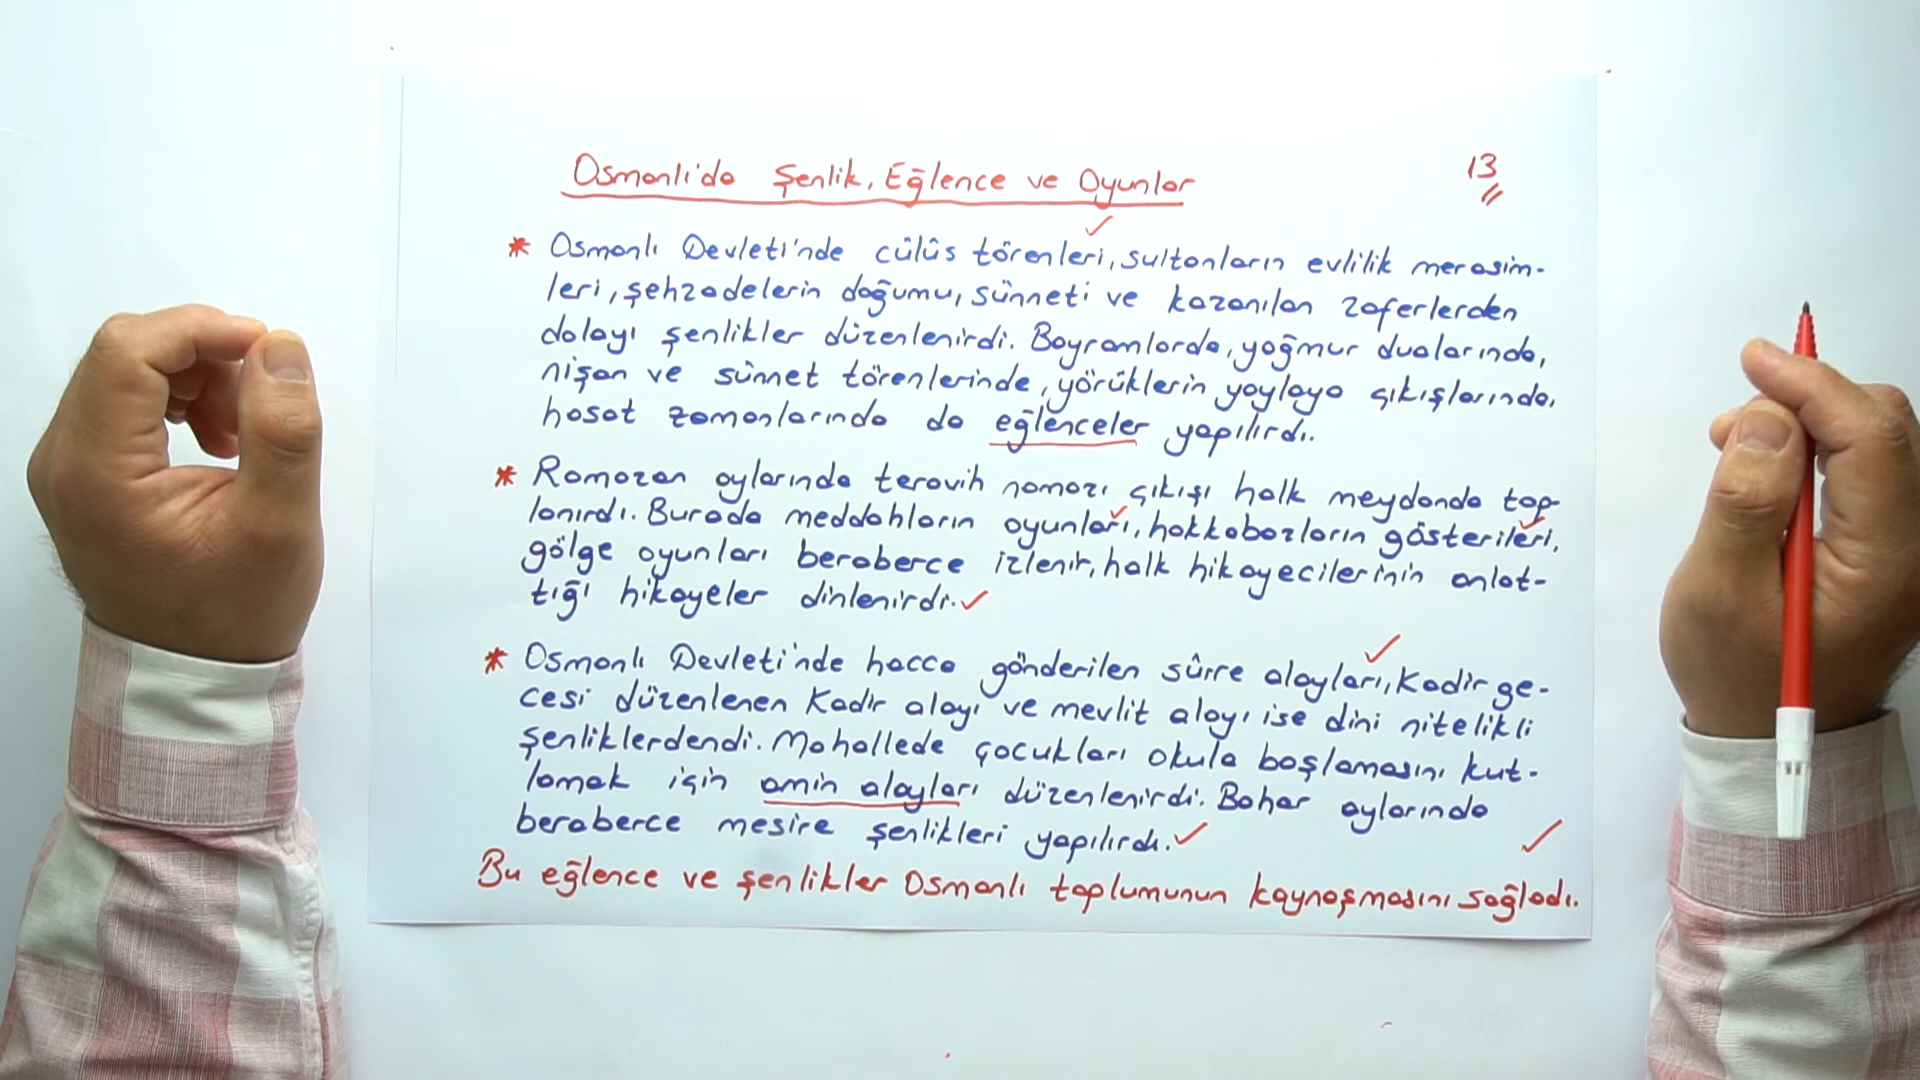 Osmanlı'da Şenlik, Eğlence ve Oyunlar
13
* Osmanlı Devleti'nde cülûs törenleri, sultanların evlilik merasim-
leri, şehzadelerin doğumu, sünneti ve kazanılan zaferlerden
dolayı şenlikler düzenlenirdi. Bayramlarda, yağmur dualarında,
nişan ve sünnet törenlerinde, yörüklerin yaylaya çıkışlarında,
hasat zamanlarında da eğlenceler yapılırdı.
* Ramazan aylarında teravih namazı çıkışı halk meydanda top-
lanırdı. Burada meddahların oyunları, hokkabazların gösterileri,
gölge oyunları beraberce izlenir, halk hikayecilerinin anlat-
tığı hikayeler dinlenirdi.
* Osmanlı Devleti'nde hacca gönderilen sûrre alayları, Kadir ge-
cesi düzenlenen Kadir alayı ve mevlit alayı ise dini nitelikli
şenliklerdendi. Mahallede çocukları okula başlamasını kut-
lamak için amin alayları düzenlenirdi. Bahar aylarında
beraberce mesire şenlikleri yapılırdı.
Bu eğlence ve şenlikler Osmanlı toplumunun kaynaşmasını sağladı.